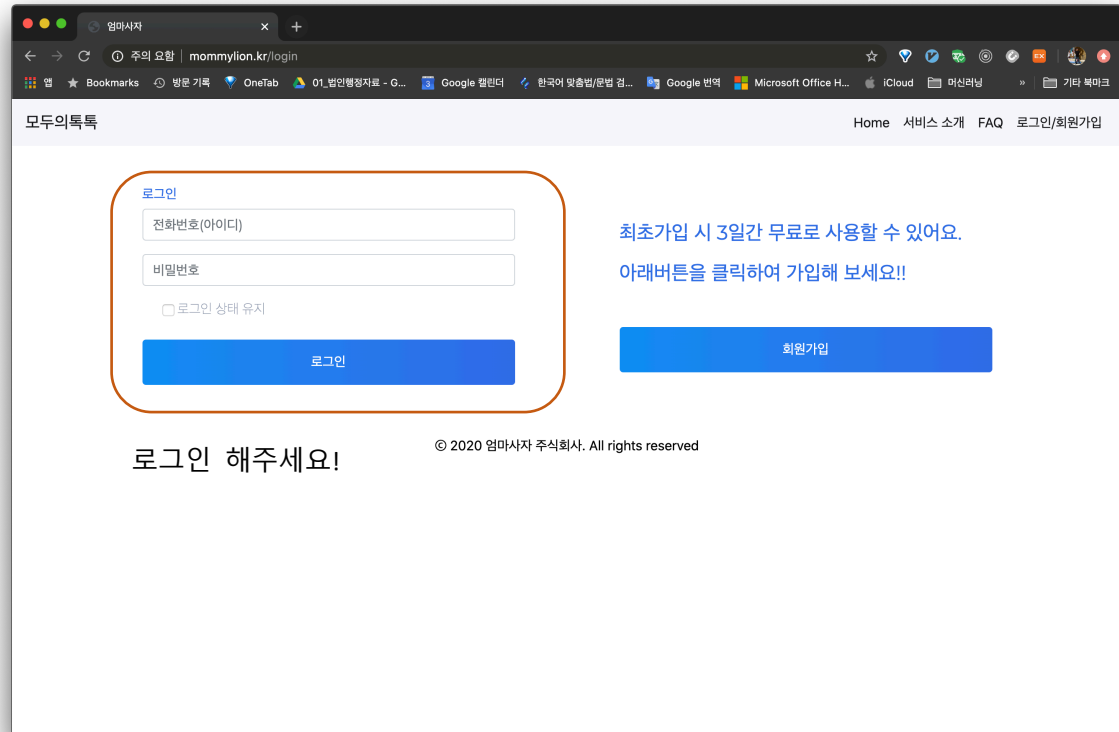 엄마사자
주의 요함 mommylion.kr/login
앱 Bookmarks 방문 기록 OneTab 01_법인행정자료 - G... 3 Google 캘린더 한국어 맞춤법/문법 검... Google 번역 Microsoft Office H... iCloud 머신러닝 » 기타 북마크
모두의톡톡 Home 서비스 소개 FAQ 로그인/회원가입
로그인
전화번호(아이디)
비밀번호
로그인 상태 유지
로그인
최초가입 시 3일간 무료로 사용할 수 있어요.
아래버튼을 클릭하여 가입해 보세요!!
회원가입
로그인 해주세요!
© 2020 엄마사자 주식회사. All rights reserved